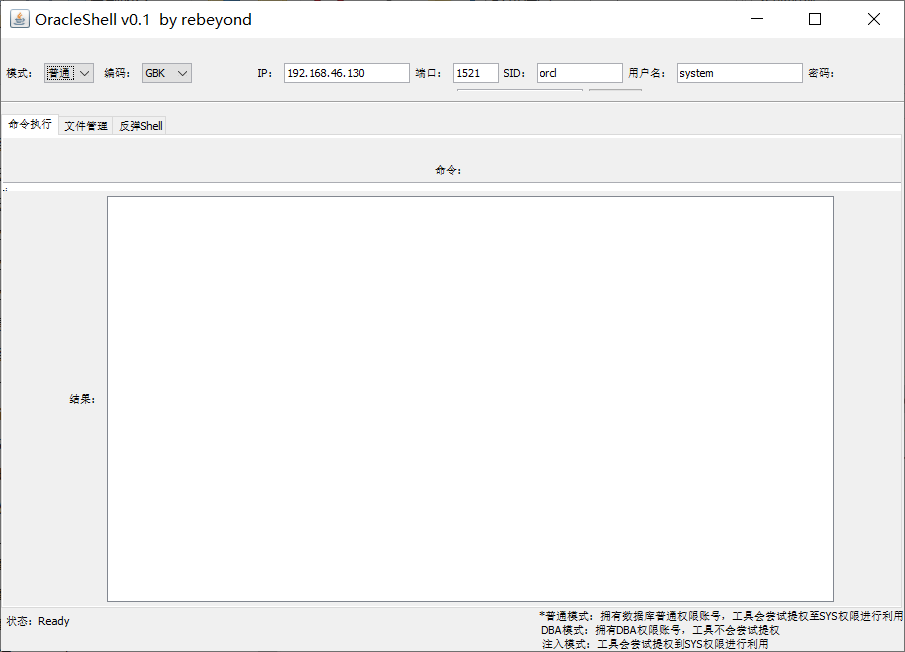 OracleShell v0.1  by rebeyond
模式： 普通 编码： GBK IP： 192.168.46.130 端口： 1521 SID： orcl 用户名： system 密码：
命令执行 文件管理 反弹Shell
命令：
结果：
状态：Ready
*普通模式：拥有数据库普通权限账号，工具会尝试提权至SYS权限进行利用
DBA模式：拥有DBA权限账号，工具不会尝试提权
注入模式：工具会尝试提权到SYS权限进行利用